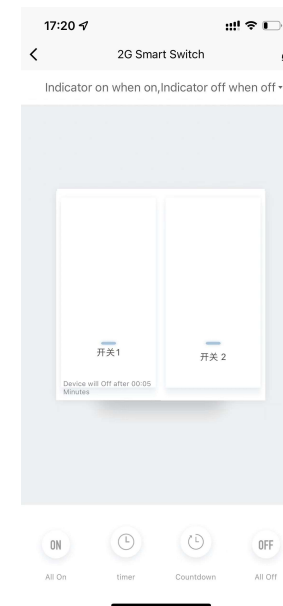 17:20
2G Smart Switch
Indicator on when on,Indicator off when off
开关1
开关 2
Device will Off after 00:05
Minutes
ON
OFF
All On
timer
Countdown
All Off